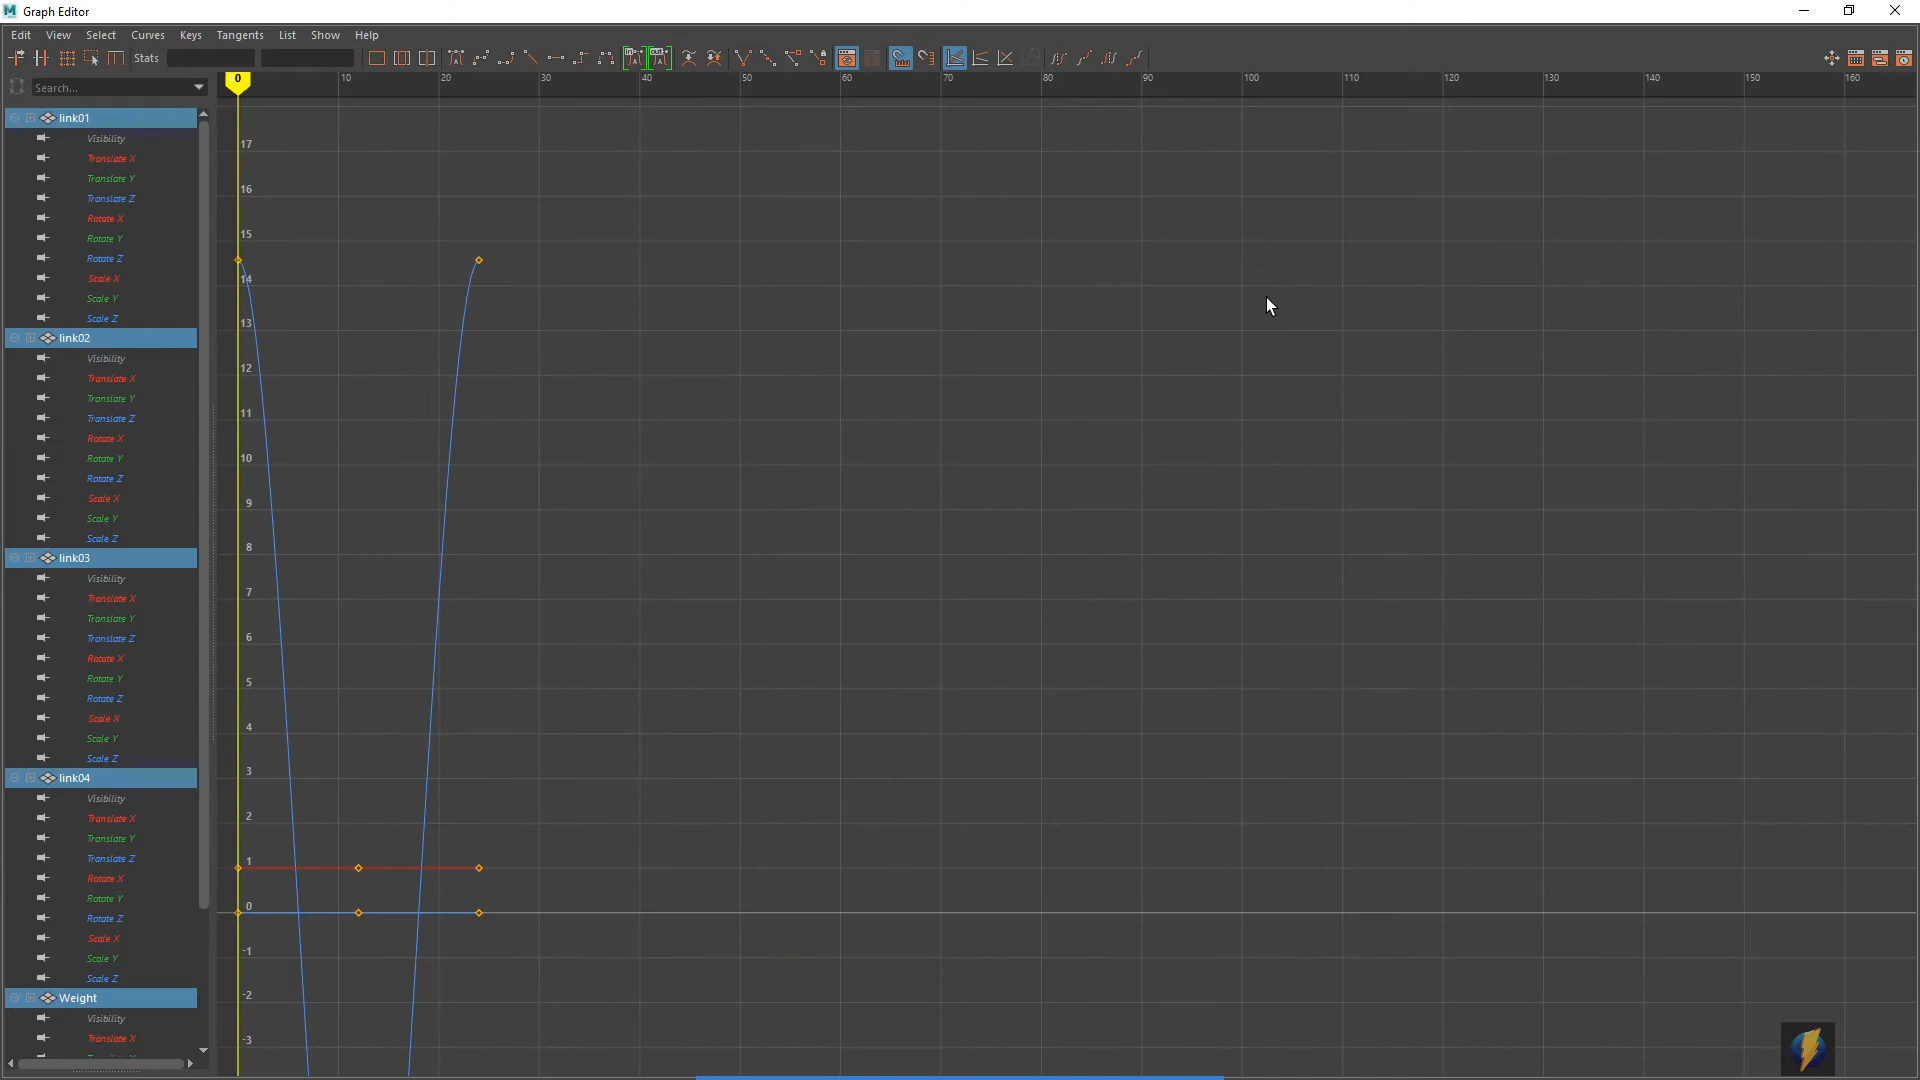 Graph Editor
Edit View Select Curves Keys Tangents List Show Help
Stats
Search...
0 10 20 30 40 50 60 70 80 90 100 110 120 130 140 150 160
link01
Visibility
Translate X
Translate Y
Translate Z
Rotate X
Rotate Y
Rotate Z
Scale X
Scale Y
Scale Z
link02
Visibility
Translate X
Translate Y
Translate Z
Rotate X
Rotate Y
Rotate Z
Scale X
Scale Y
Scale Z
link03
Visibility
Translate X
Translate Y
Translate Z
Rotate X
Rotate Y
Rotate Z
Scale X
Scale Y
Scale Z
link04
Visibility
Translate X
Translate Y
Translate Z
Rotate X
Rotate Y
Rotate Z
Scale X
Scale Y
Scale Z
Weight
Visibility
Translate X
17
16
15
14
13
12
11
10
9
8
7
6
5
4
3
2
1
0
-1
-2
-3